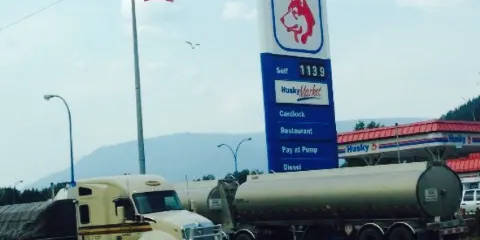 Self 113.9
Husky Market
Cardlock
Restaurant
Pay at Pump
Diesel
Husky